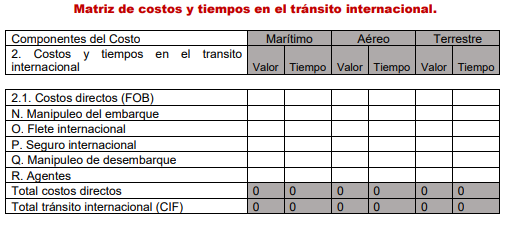 Matriz de costos y tiempos en el tránsito internacional.
Componentes del Costo Marítimo Aéreo Terrestre
2. Costos y tiempos en el transito
internacional Valor Tiempo Valor Tiempo Valor Tiempo
2.1. Costos directos (FOB)
N. Manipuleo del embarque
O. Flete internacional
P. Seguro internacional
Q. Manipuleo de desembarque
R. Agentes
Total costos directos 0 0 0 0 0 0
Total tránsito internacional (CIF) 0 0 0 0 0 0